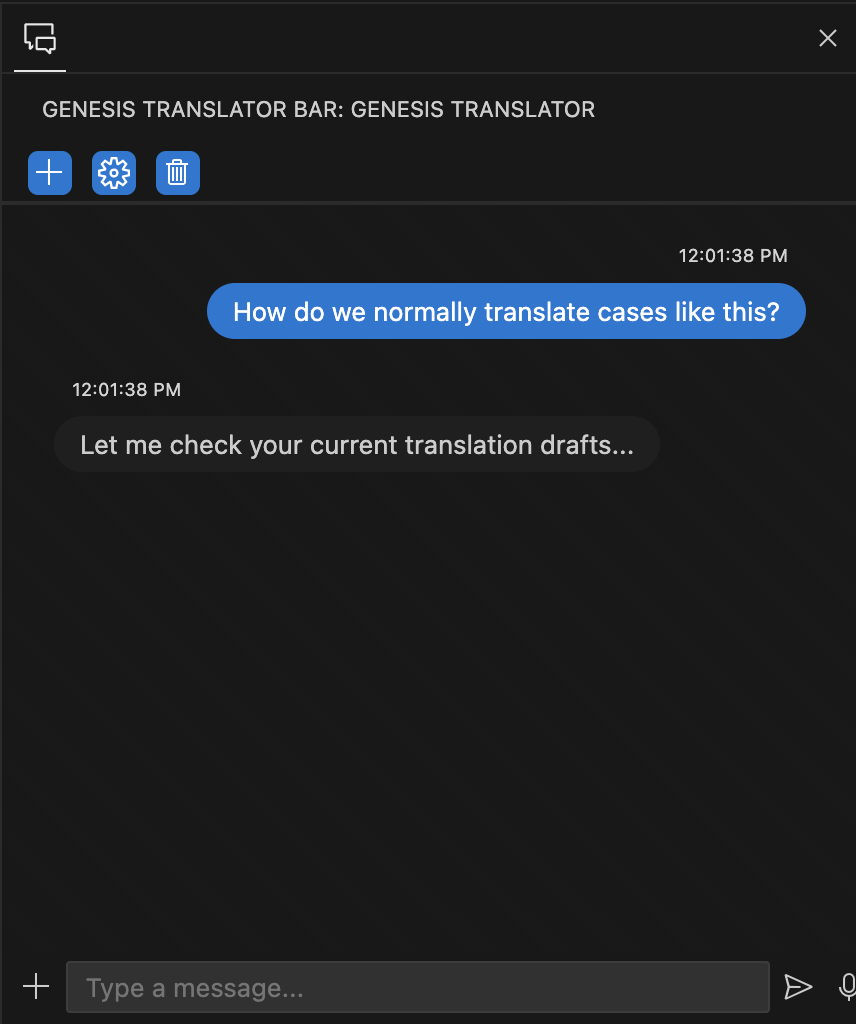 GENESIS TRANSLATOR BAR: GENESIS TRANSLATOR
12:01:38 PM
How do we normally translate cases like this?
12:01:38 PM
Let me check your current translation drafts...
Type a message...